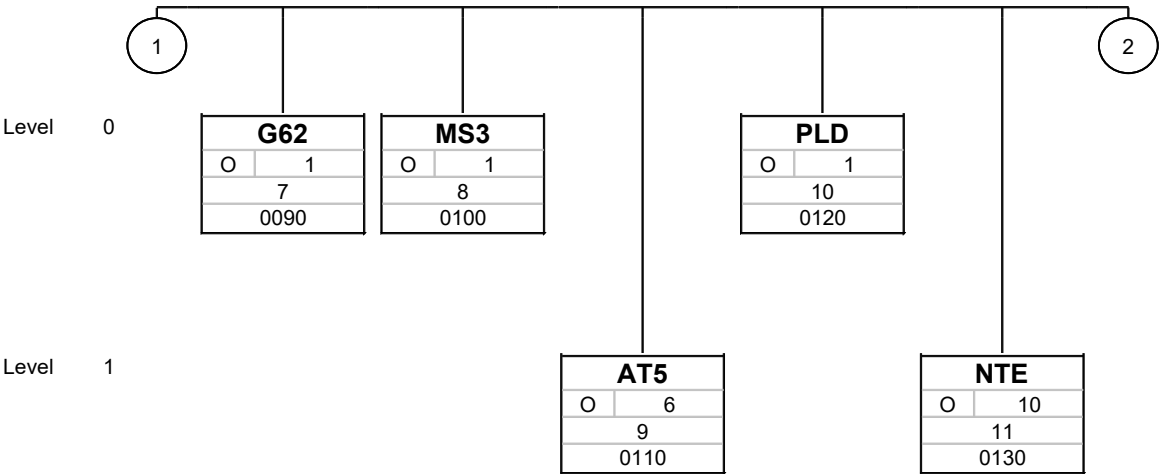 1
2
Level 0
G62
O 1
7
0090
MS3
O 1
8
0100
PLD
O 1
10
0120
Level 1
AT5
O 6
9
0110
NTE
O 10
11
0130